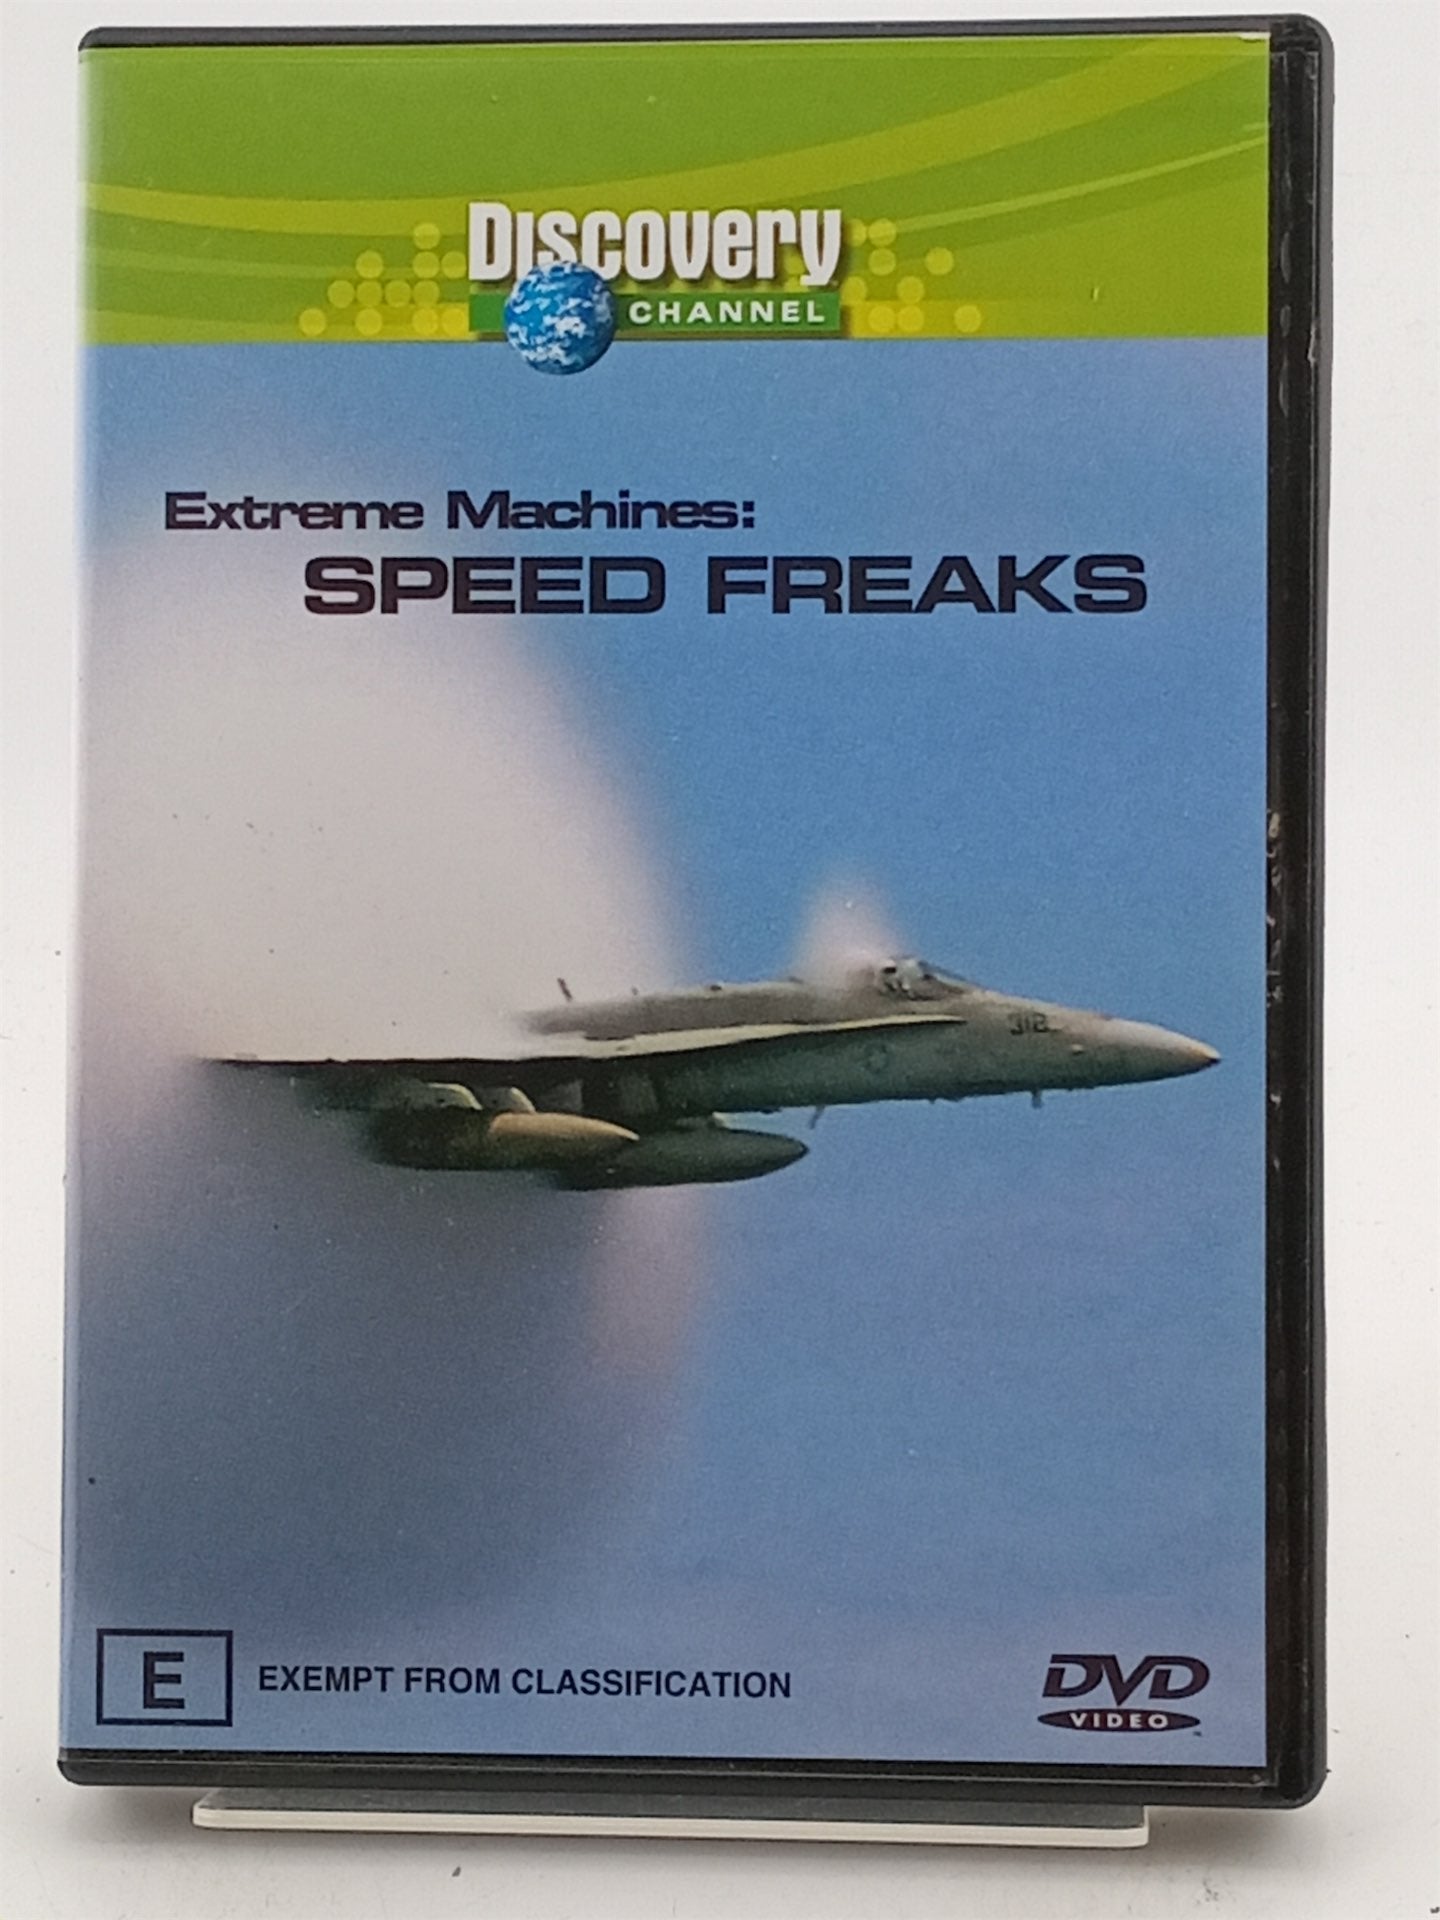 Discovery
CHANNEL
Extreme Machines:
SPEED FREAKS
312
E
EXEMPT FROM CLASSIFICATION
DVD
VIDEO